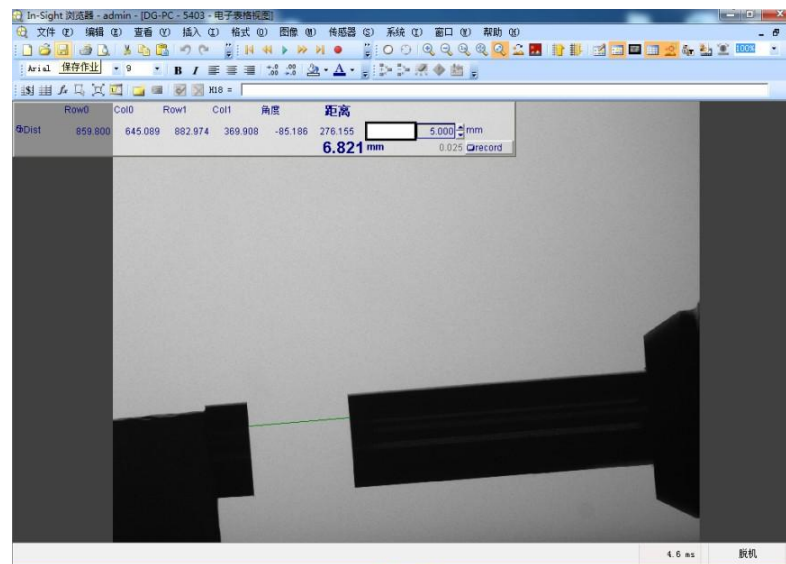 In-Sight 浏览器 - admin - [DG-PC - 5403 - 电子表格视图]
文件 (F) 编辑 (E) 查看 (V) 插入 (I) 格式 (O) 图像 (M) 传感器 (S) 系统 (I) 窗口 (W) 帮助 (H)
100%
Arial 保存作业 9 B I A
H18 =
Row0 Col0 Row1 Col1 角度 距离
Dist 859.800 645.089 882.974 369.908 -85.186 276.155 5.000 mm
6.821 mm 0.025 record
4.6 ms 脱机